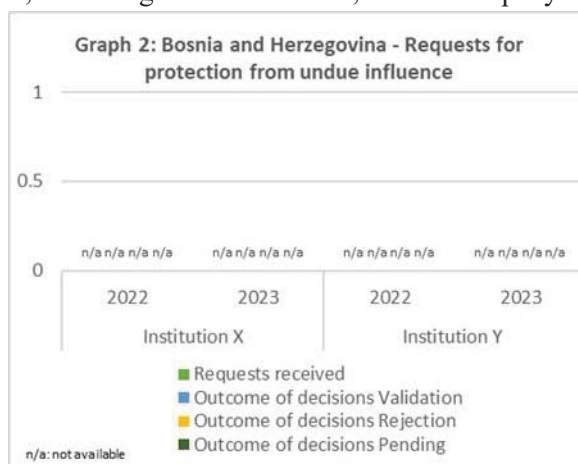 Graph 2: Bosnia and Herzegovina - Requests for
protection from undue influence
1
0.5
0
n/a n/a n/a n/a n/a n/a n/a n/a n/a n/a n/a n/a n/a n/a n/a n/a
2022 2023 2022 2023
Institution X Institution Y
Requests received
Outcome of decisions Validation
Outcome of decisions Rejection
Outcome of decisions Pending
n/a: not available